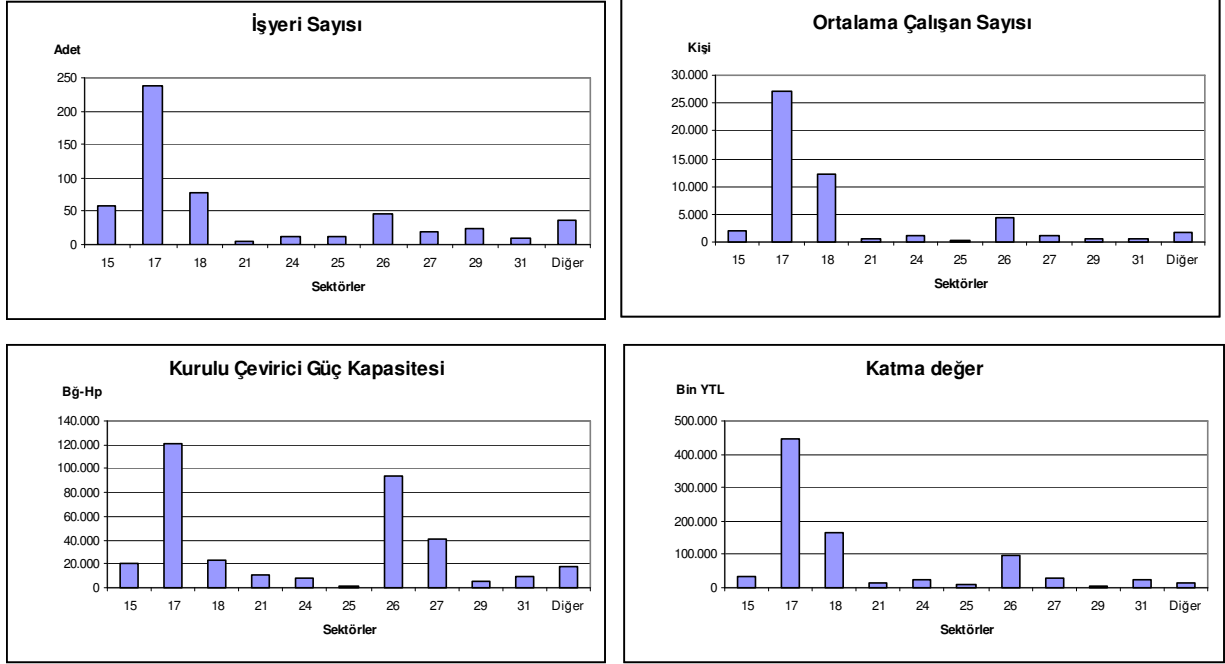 İşyeri Sayısı
Adet
250
200
150
100
50
0
15 17 18 21 24 25 26 27 29 31 Diğer
Sektörler
Ortalama Çalışan Sayısı
Kişi
30.000
25.000
20.000
15.000
10.000
5.000
0
15 17 18 21 24 25 26 27 29 31 Diğer
Sektörler
Kurulu Çevirici Güç Kapasitesi
Bğ-Hp
140.000
120.000
100.000
80.000
60.000
40.000
20.000
0
15 17 18 21 24 25 26 27 29 31 Diğer
Sektörler
Katma değer
Bin YTL
500.000
400.000
300.000
200.000
100.000
0
15 17 18 21 24 25 26 27 29 31 Diğer
Sektörler